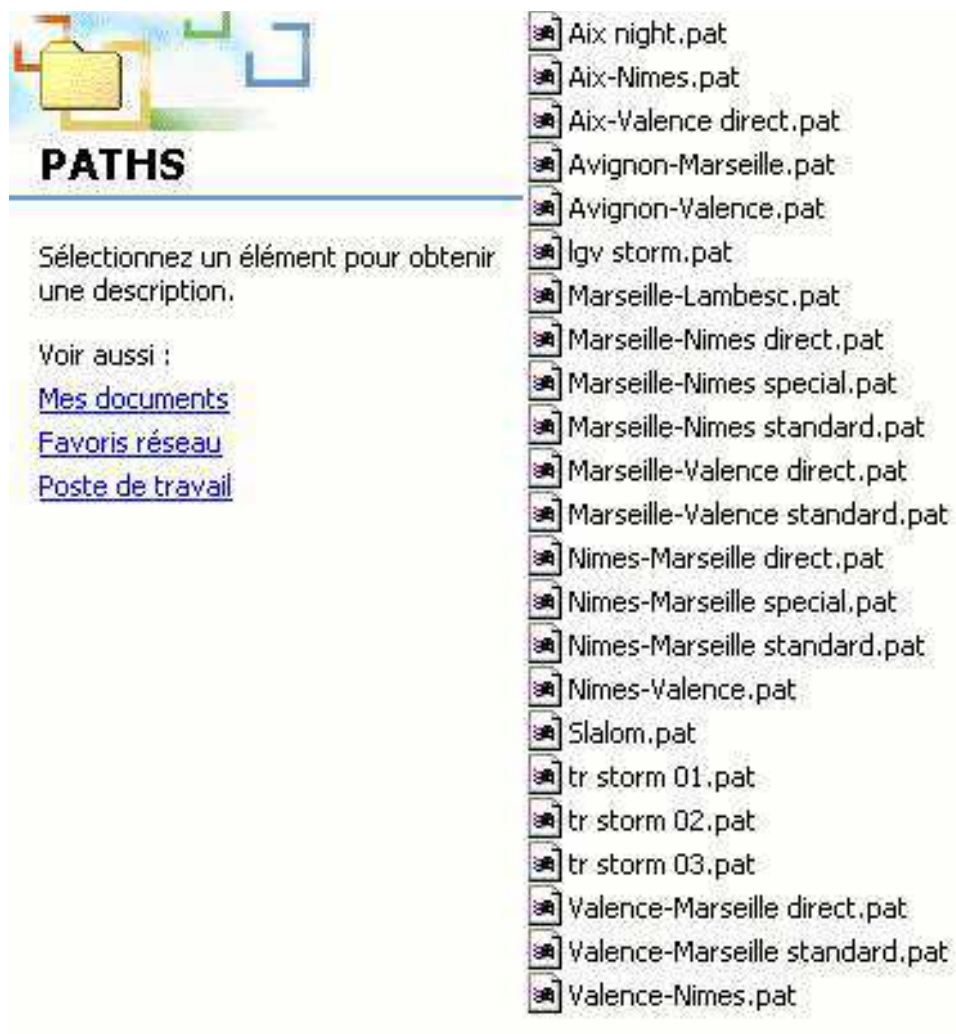 PATHS
Sélectionnez un élément pour obtenir
une description.
Voir aussi :
Mes documents
Favoris réseau
Poste de travail
Aix night.pat
Aix-Nimes.pat
Aix-Valence direct.pat
Avignon-Marseille.pat
Avignon-Valence.pat
lgv storm.pat
Marseille-Lambesc.pat
Marseille-Nimes direct.pat
Marseille-Nimes special.pat
Marseille-Nimes standard.pat
Marseille-Valence direct.pat
Marseille-Valence standard.pat
Nimes-Marseille direct.pat
Nimes-Marseille special.pat
Nimes-Marseille standard.pat
Nimes-Valence.pat
Slalom.pat
tr storm 01.pat
tr storm 02.pat
tr storm 03.pat
Valence-Marseille direct.pat
Valence-Marseille standard.pat
Valence-Nimes.pat